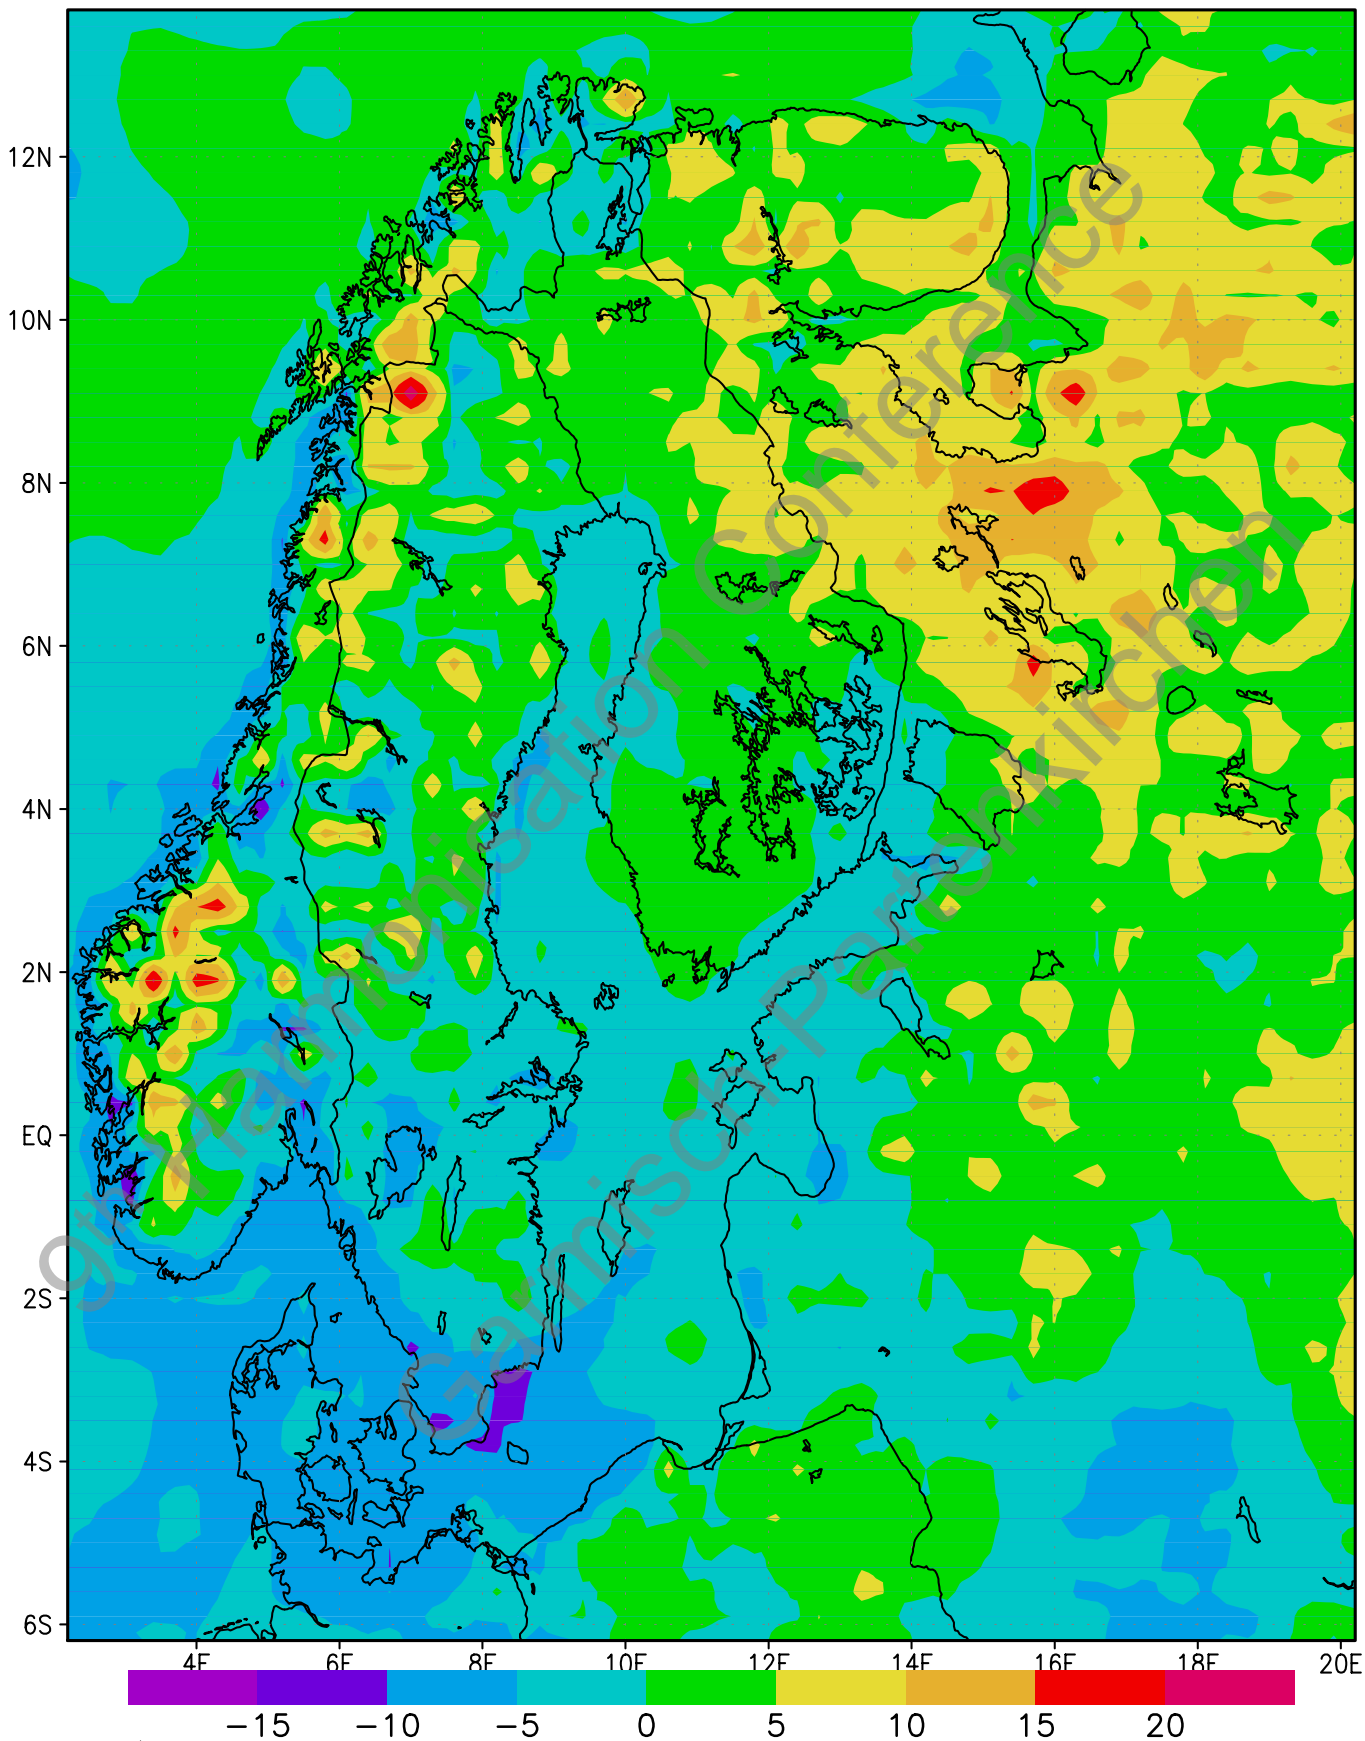 12N
10N
8N
6N
4N
2N
EQ
2S
4S
6S
4E 6E 8E 10E 12E 14E 16E 18E 20E
−15 −10 −5 0 5 10 15 20
9th Harmonisation Conference
Garmisch-Partenkirchen